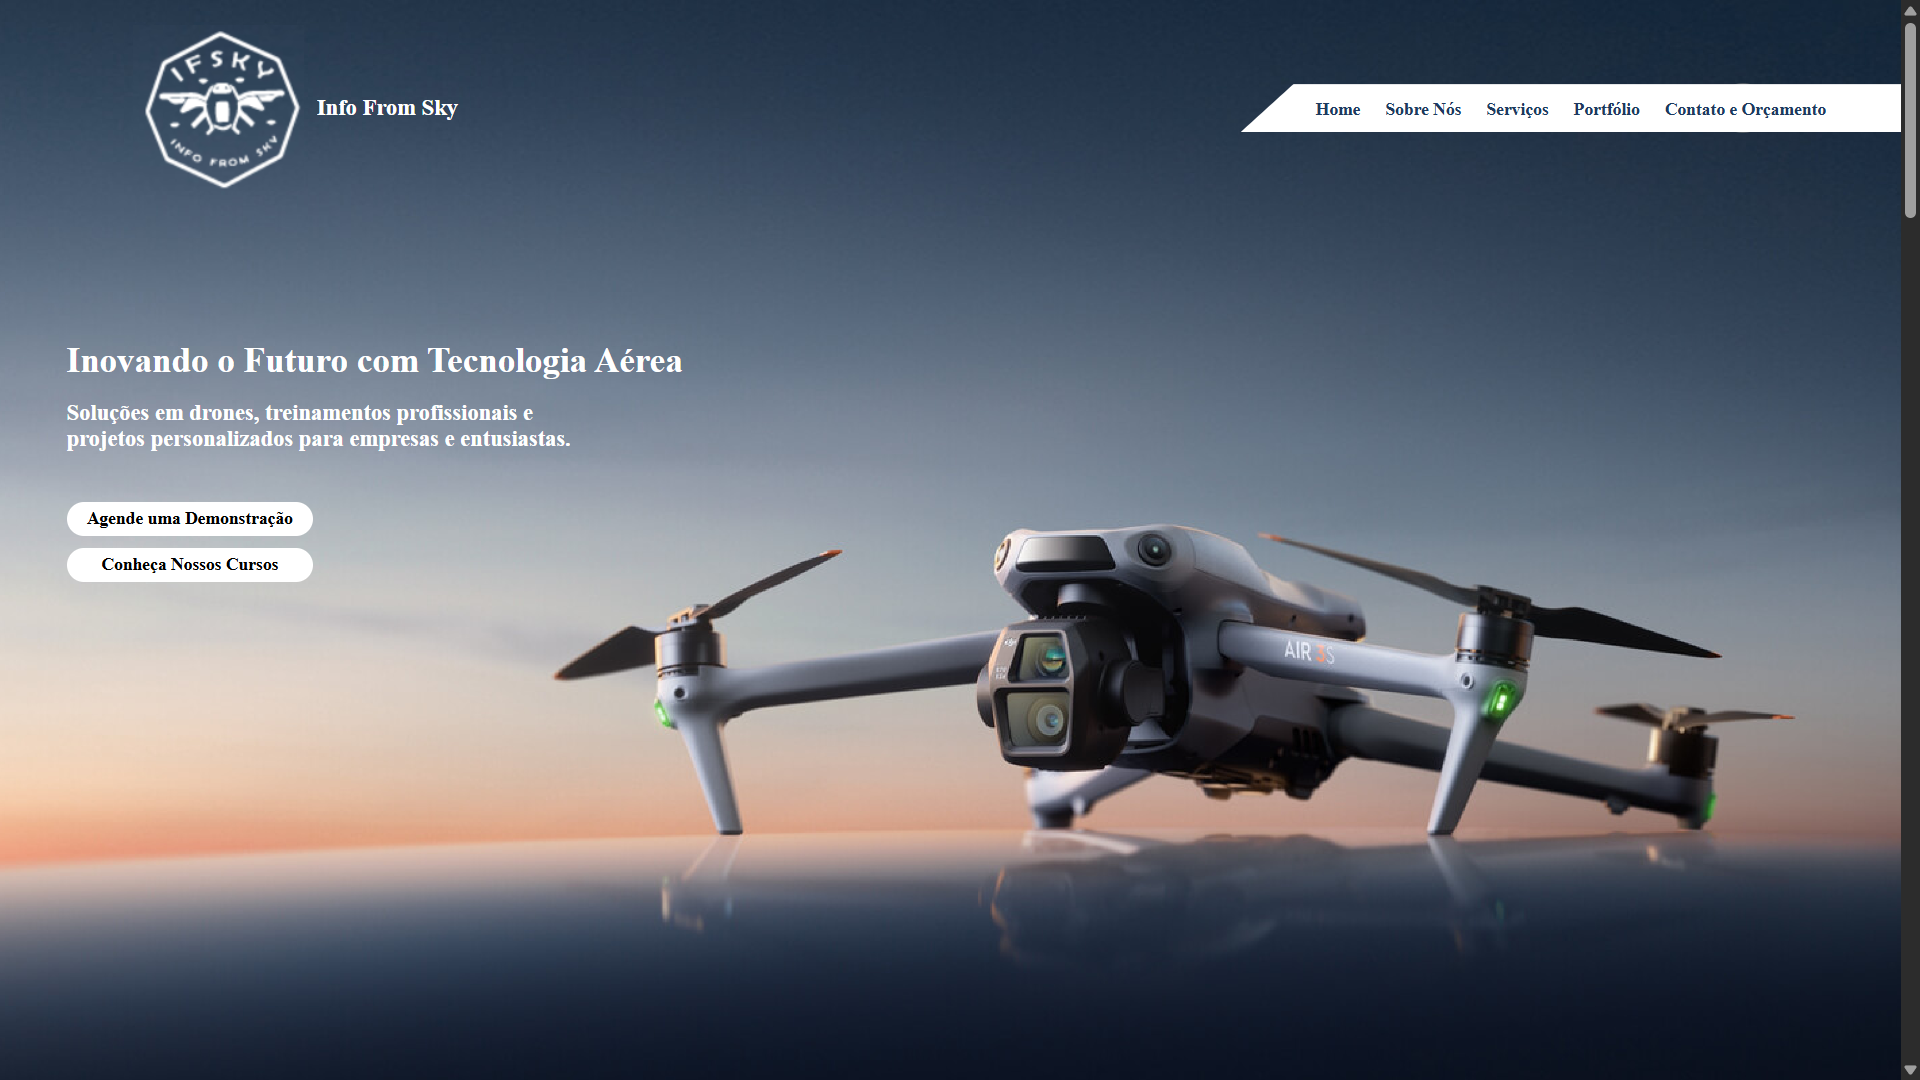 IFSKY
INFO FROM SKY
Info From Sky
Home Sobre Nós Serviços Portfólio Contato e Orçamento
Inovando o Futuro com Tecnologia Aérea
Soluções em drones, treinamentos profissionais e
projetos personalizados para empresas e entusiastas.
Agende uma Demonstração
Conheça Nossos Cursos
AIR 3S